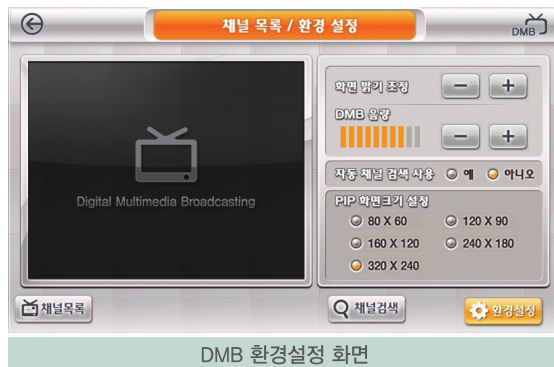 채널 목록 / 환경 설정
DMB
화면 밝기 조정
DMB 음량
자동 채널 검색 사용 예 아니오
PIP 화면크기 설정
80 X 60 120 X 90
160 X 120 240 X 180
320 X 240
Digital Multimedia Broadcasting
채널목록 채널검색 환경설정
DMB 환경설정 화면